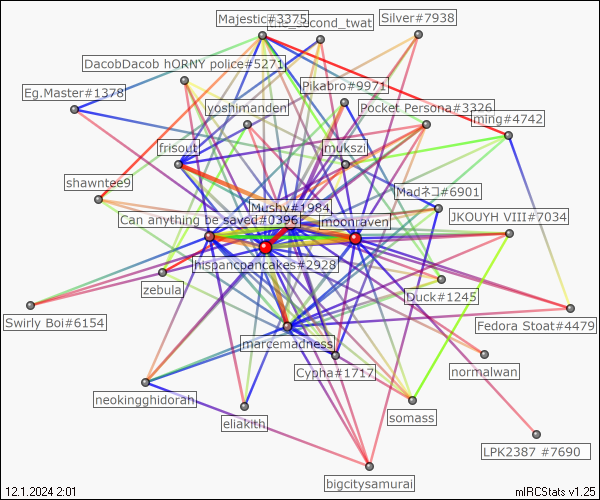 Majestic#3375
the_second_twat
Silver#7938
DacobDacob hORNY police#5271
Eg.Master#1378
Pikabro#9971
yoshimanden
Pocket Persona#3326
ming#4742
frisout
mukszi
shawntee9
Madネコ#6901
Mushy#1984
Can anything be saved#0396
moonraven
JKOUYH VIII#7034
hispancpancakes#2928
zebula
Duck#1245
Swirly Boi#6154
Fedora Stoat#4479
marcemadness
Cypha#1717
normalwan
neokingghidorah
somass
eliakith
LPK2387 #7690
bigcitysamurai
12.1.2024 2:01
mIRCStats v1.25